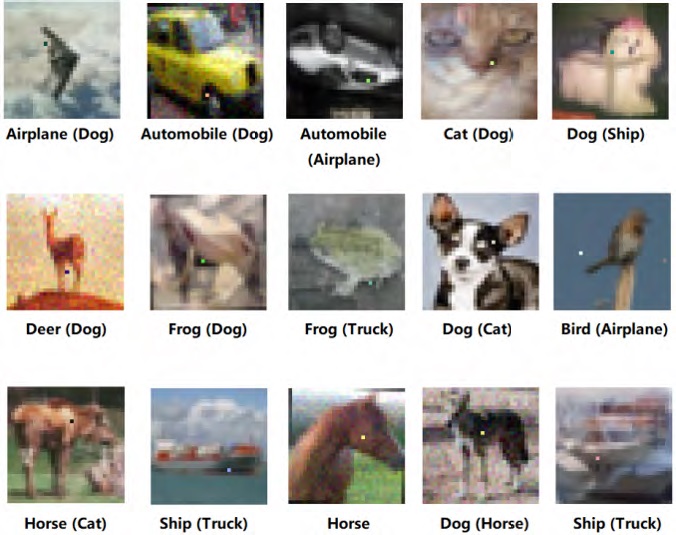 Airplane (Dog)
Automobile (Dog)
Automobile
(Airplane)
Cat (Dog)
Dog (Ship)
Deer (Dog)
Frog (Dog)
Frog (Truck)
Dog (Cat)
Bird (Airplane)
Horse (Cat)
Ship (Truck)
Horse
Dog (Horse)
Ship (Truck)